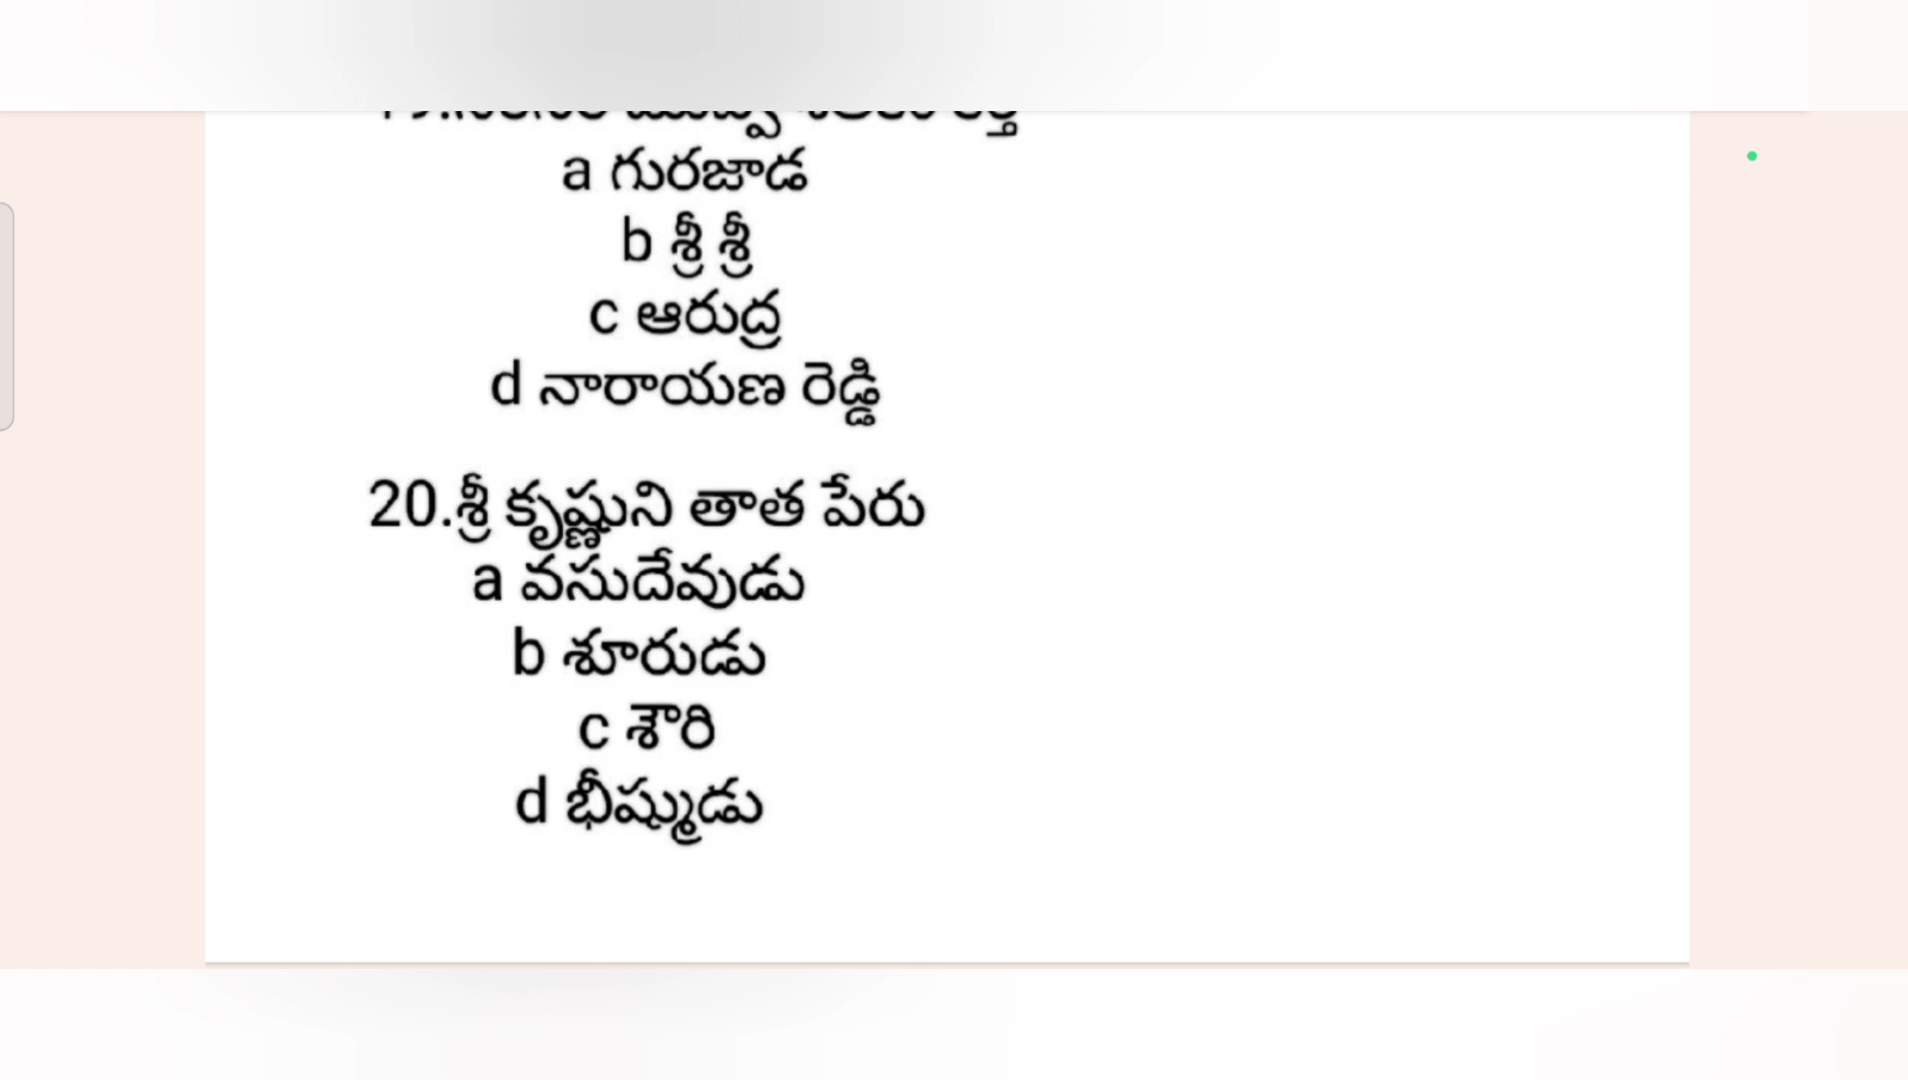 a గురజాడ
b శ్రీ శ్రీ
c ఆరుద్ర
d నారాయణ రెడ్డి
20.శ్రీ కృష్ణుని తాత పేరు
a వసుదేవుడు
b శూరుడు
c శౌరి
d భీష్ముడు